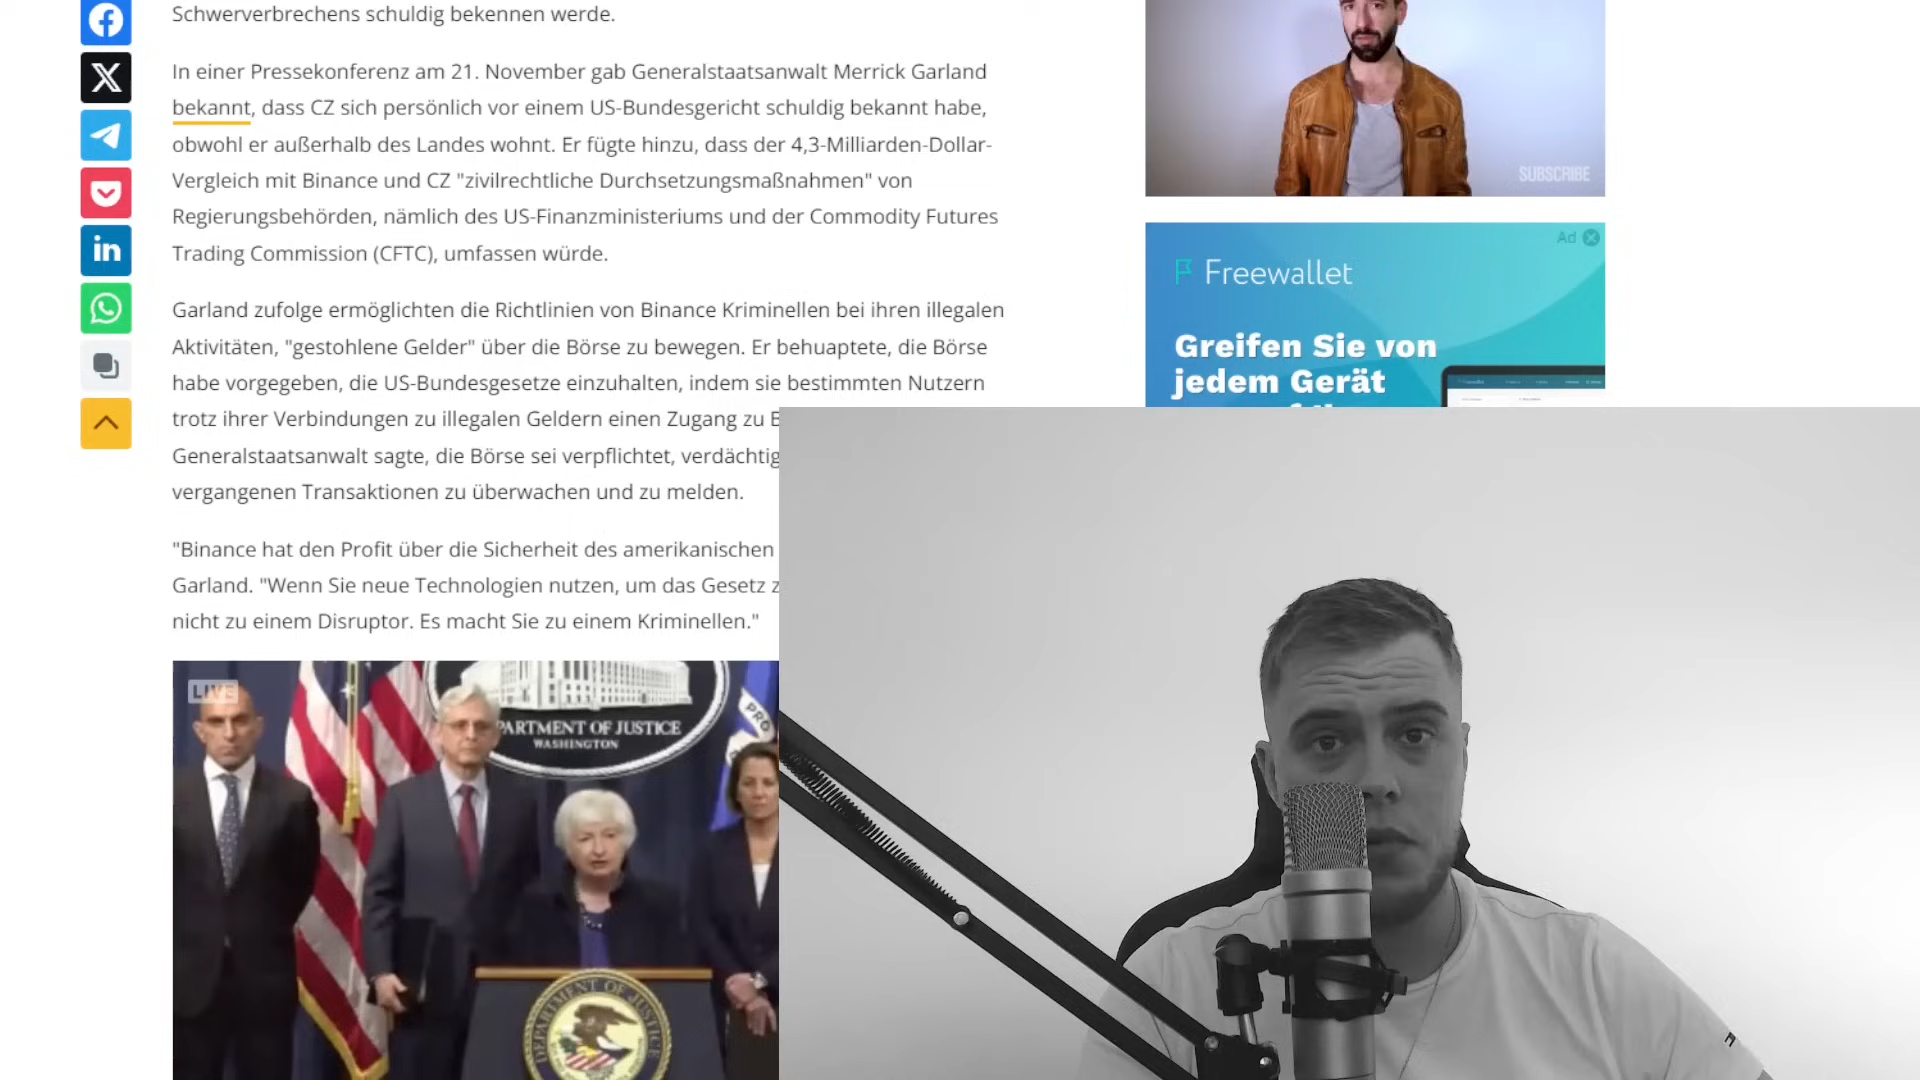 Schwerverbrechens schuldig bekennen werde.
In einer Pressekonferenz am 21. November gab Generalstaatsanwalt Merrick Garland
bekannt, dass CZ sich persönlich vor einem US-Bundesgericht schuldig bekannt habe,
obwohl er außerhalb des Landes wohnt. Er fügte hinzu, dass der 4,3-Milliarden-Dollar-
Vergleich mit Binance und CZ "zivilrechtliche Durchsetzungsmaßnahmen" von
Regierungsbehörden, nämlich des US-Finanzministeriums und der Commodity Futures
Trading Commission (CFTC), umfassen würde.
Garland zufolge ermöglichten die Richtlinien von Binance Kriminellen bei ihren illegalen
Aktivitäten, "gestohlene Gelder" über die Börse zu bewegen. Er behuaptete, die Börse
habe vorgegeben, die US-Bundesgesetze einzuhalten, indem sie bestimmten Nutzern
trotz ihrer Verbindungen zu illegalen Geldern einen Zugang zu
Generalstaatsanwalt sagte, die Börse sei verpflichtet, verdächtig
vergangenen Transaktionen zu überwachen und zu melden.
"Binance hat den Profit über die Sicherheit des amerikanischen
Garland. "Wenn Sie neue Technologien nutzen, um das Gesetz
nicht zu einem Disruptor. Es macht Sie zu einem Kriminellen."
LIVE
PARTMENT OF JUSTICE
WASHINGTON
PRO
DEPARTMENT OF JUSTICE
SUBSCRIBE
Ad
Freewallet
Greifen Sie von
jedem Gerät